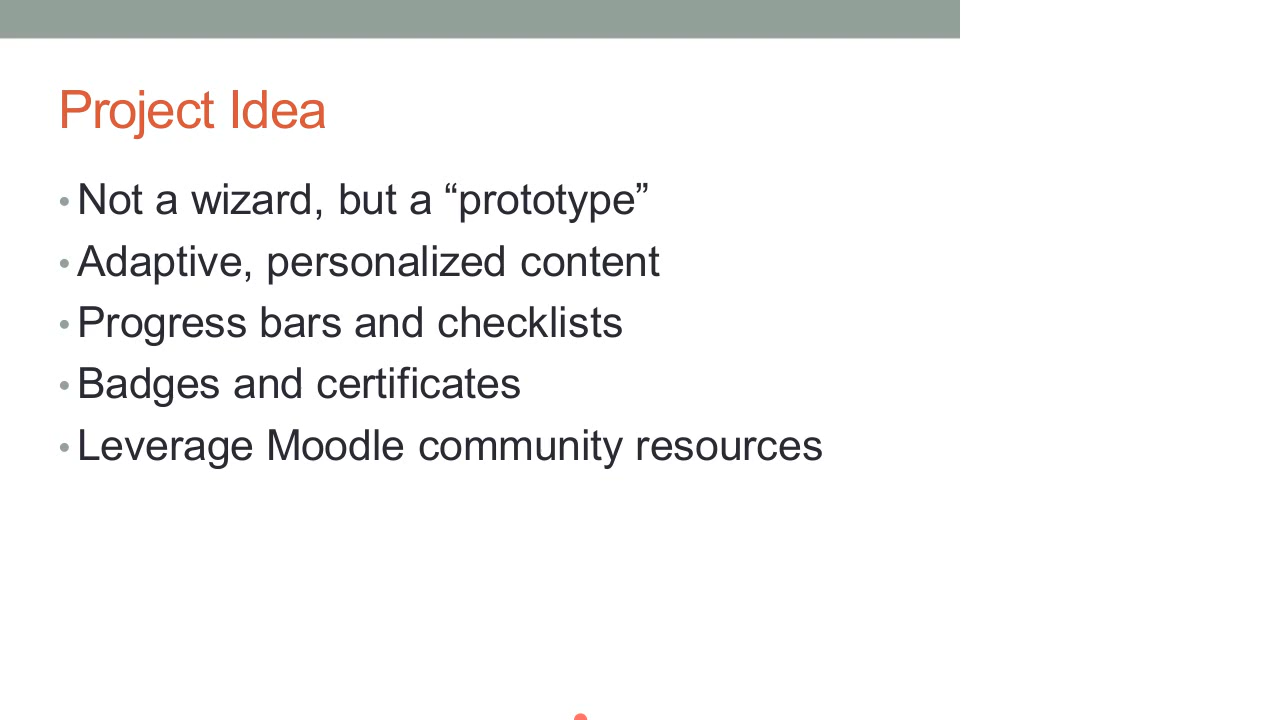 Project Idea
• Not a wizard, but a “prototype”
• Adaptive, personalized content
• Progress bars and checklists
• Badges and certificates
• Leverage Moodle community resources